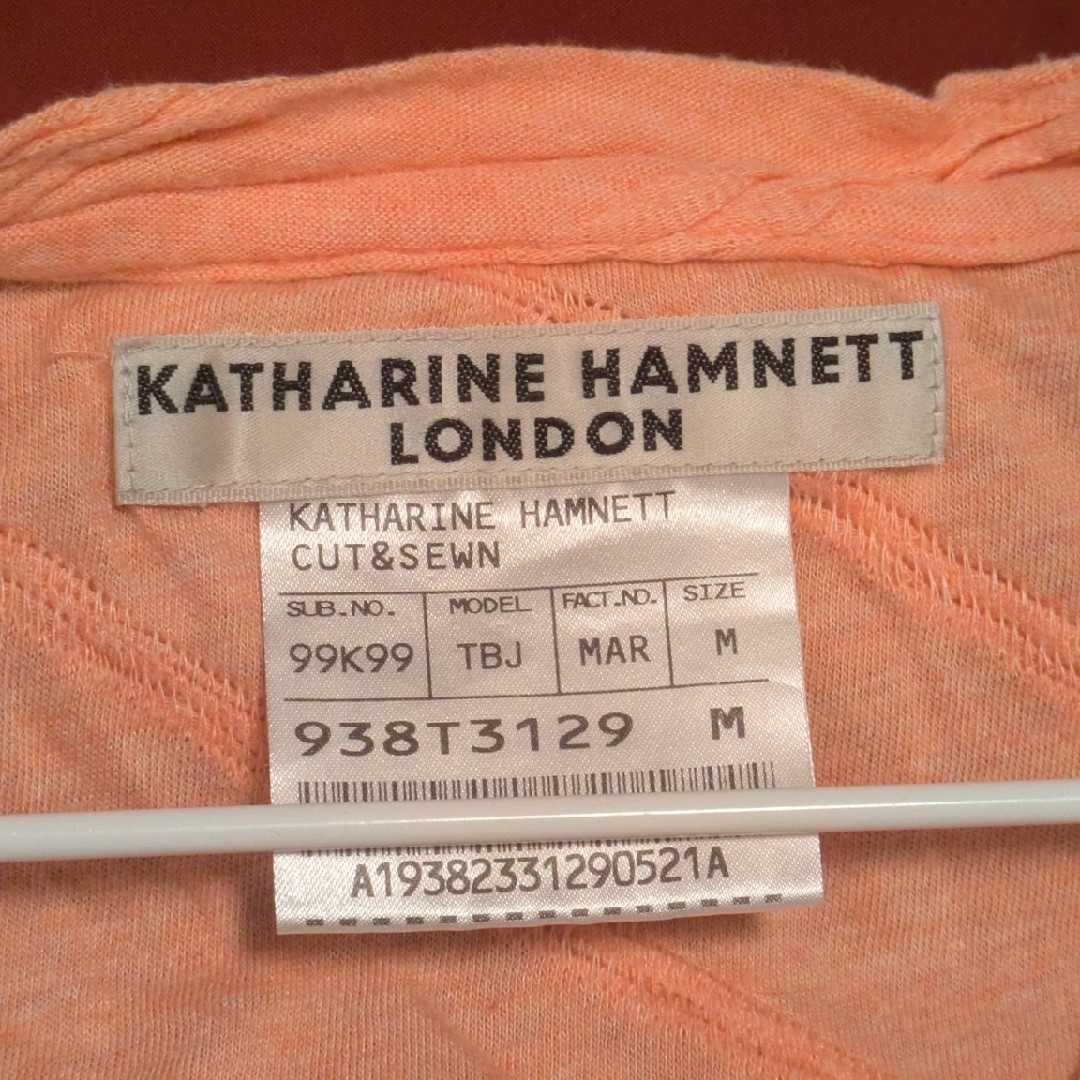 KATHARINE HAMNETT
LONDON
KATHARINE HAMNETT
CUT&SEWN
SUB.NO. MODEL FACT.NO. SIZE
99K99 TBJ MAR M
938T3129 M
A19382331290521A